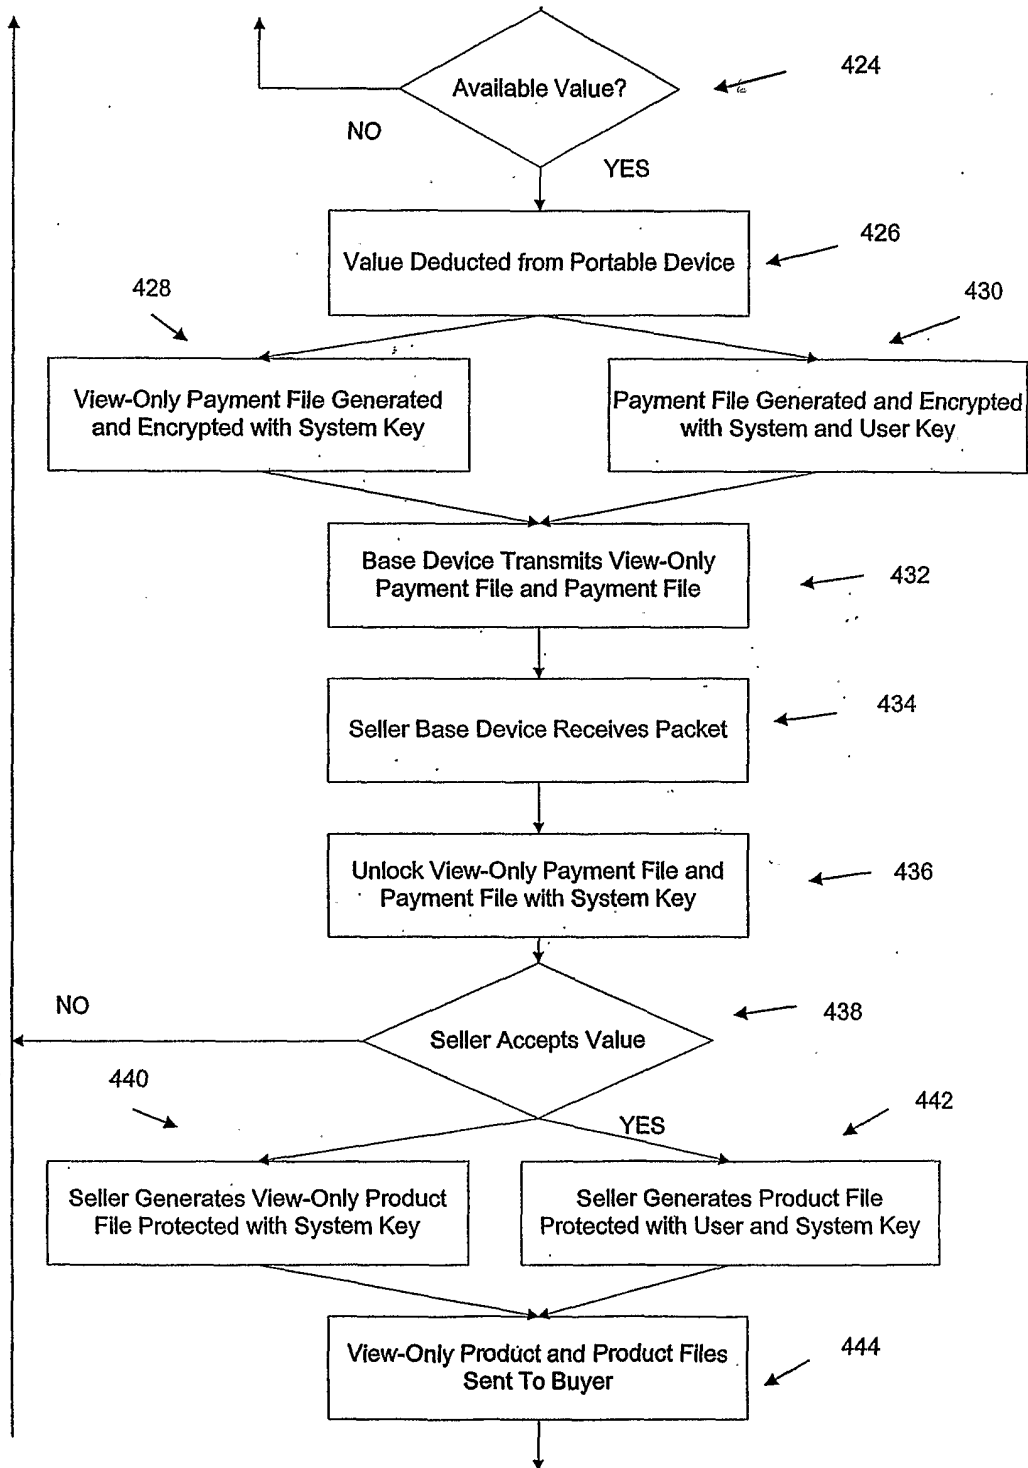 Available Value?
424
NO
YES
Value Deducted from Portable Device
426
428
430
View-Only Payment File Generated
and Encrypted with System Key
Payment File Generated and Encrypted
with System and User Key
Base Device Transmits View-Only
Payment File and Payment File
432
Seller Base Device Receives Packet
434
Unlock View-Only Payment File and
Payment File with System Key
436
NO
Seller Accepts Value
438
440
YES
442
Seller Generates View-Only Product
File Protected with System Key
Seller Generates Product File
Protected with User and System Key
View-Only Product and Product Files
Sent To Buyer
444